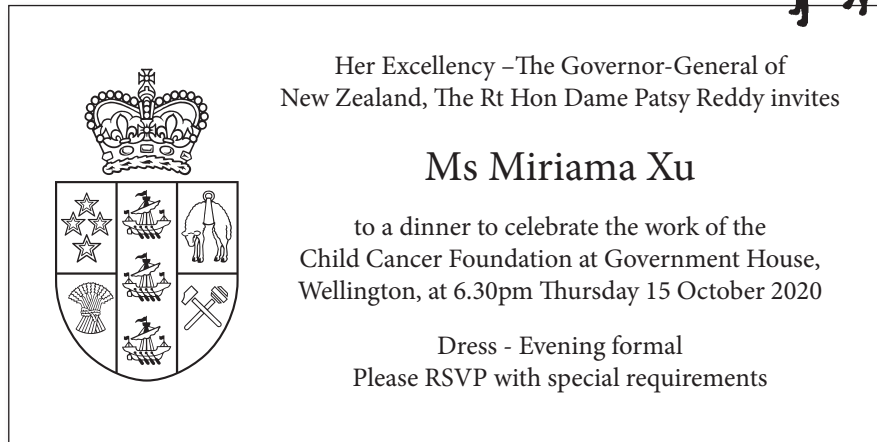 Her Excellency –The Governor-General of
New Zealand, The Rt Hon Dame Patsy Reddy invites
Ms Miriama Xu
to a dinner to celebrate the work of the
Child Cancer Foundation at Government House,
Wellington, at 6.30pm Thursday 15 October 2020
Dress - Evening formal
Please RSVP with special requirements